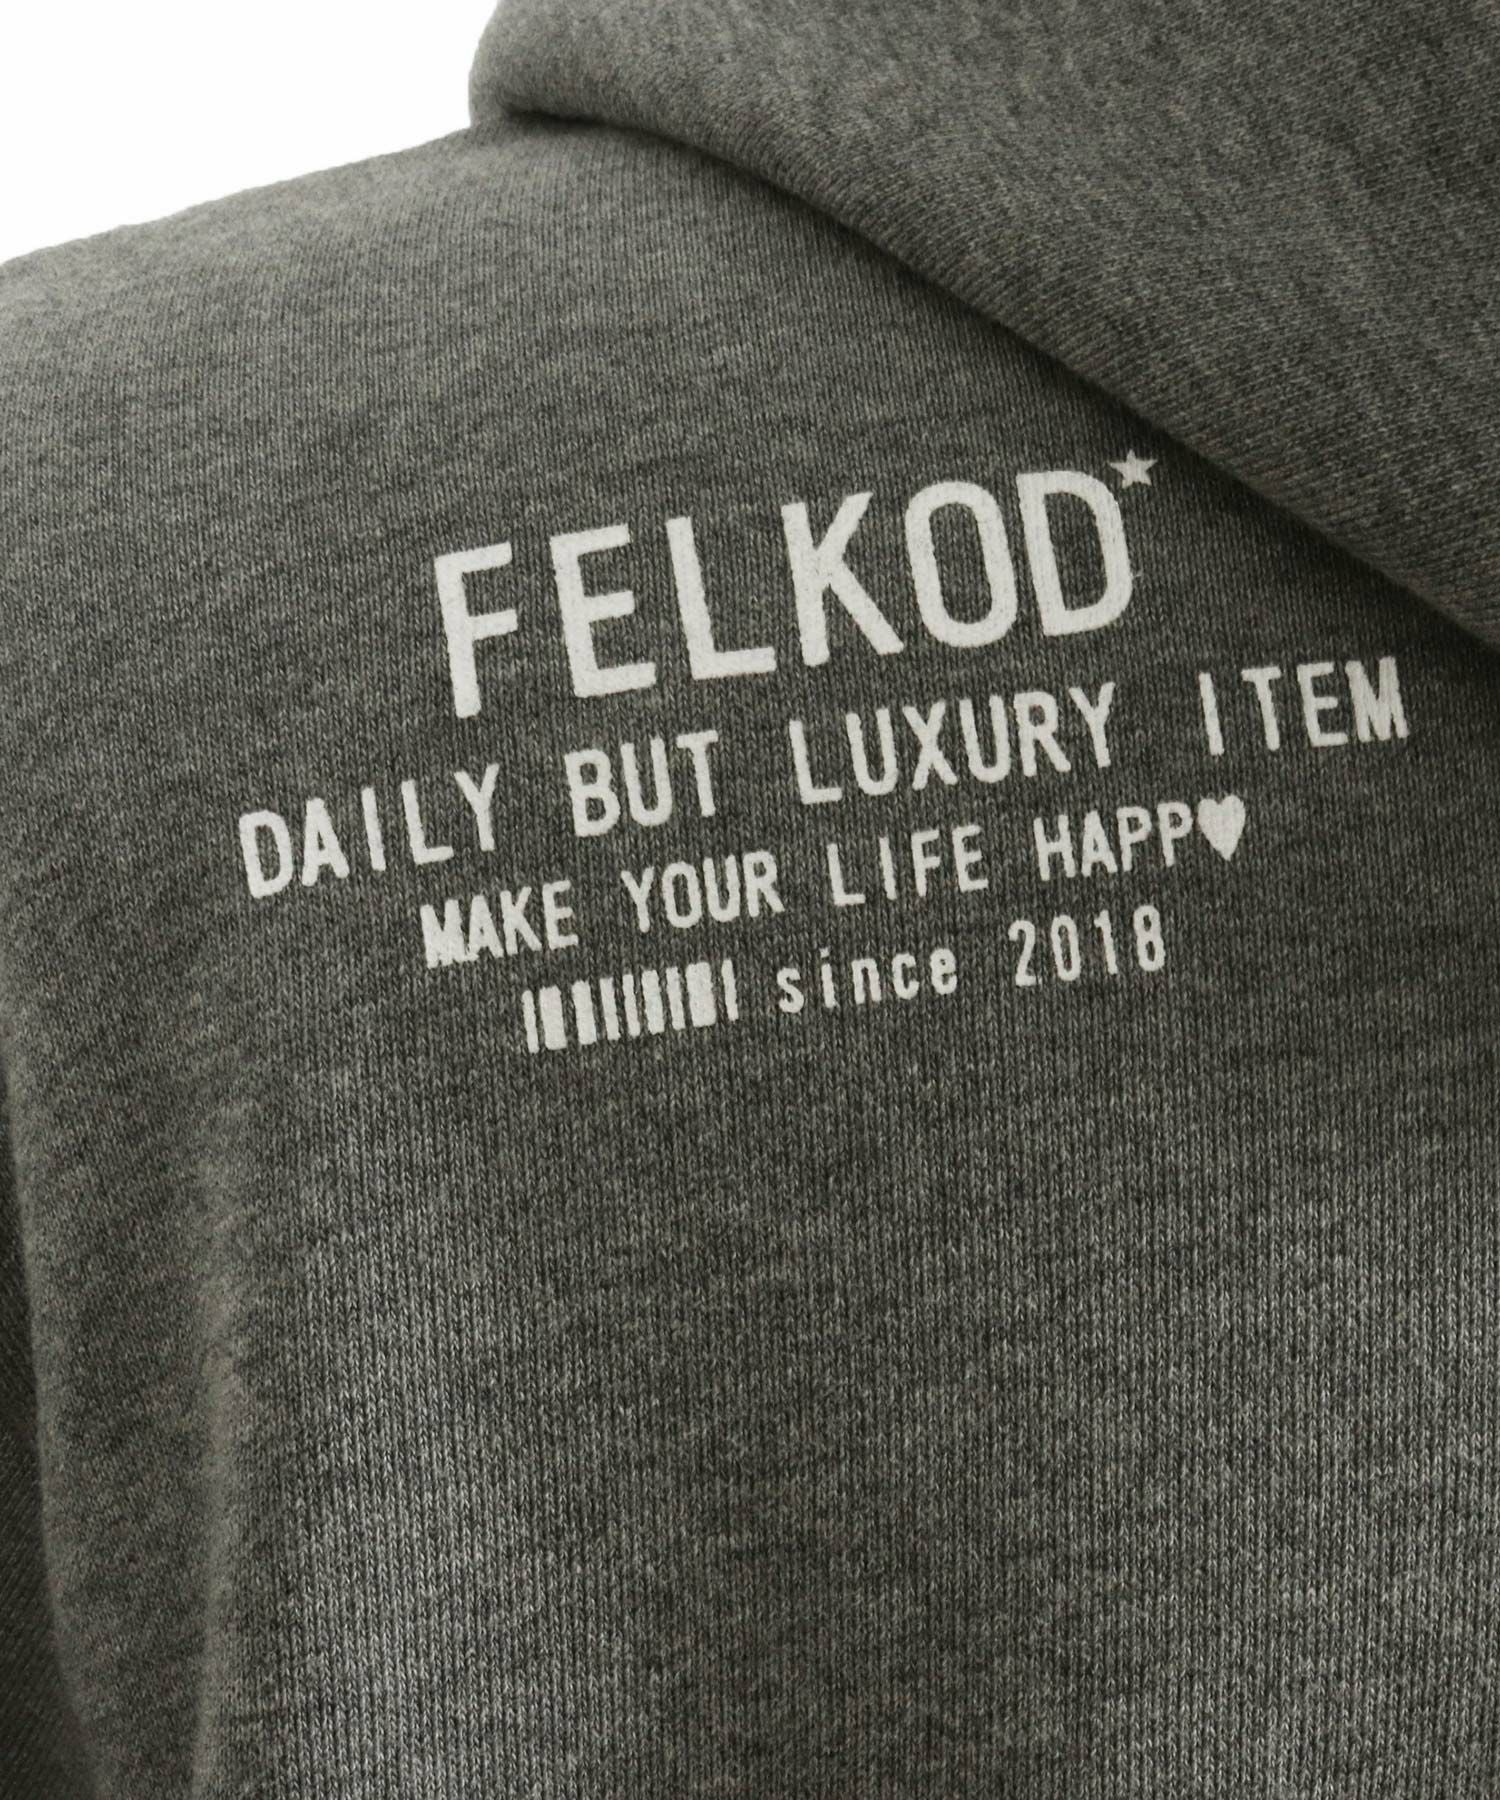 FELKOD★
DAILY BUT LUXURY ITEM
MAKE YOUR LIFE HAPP♥
since 2018